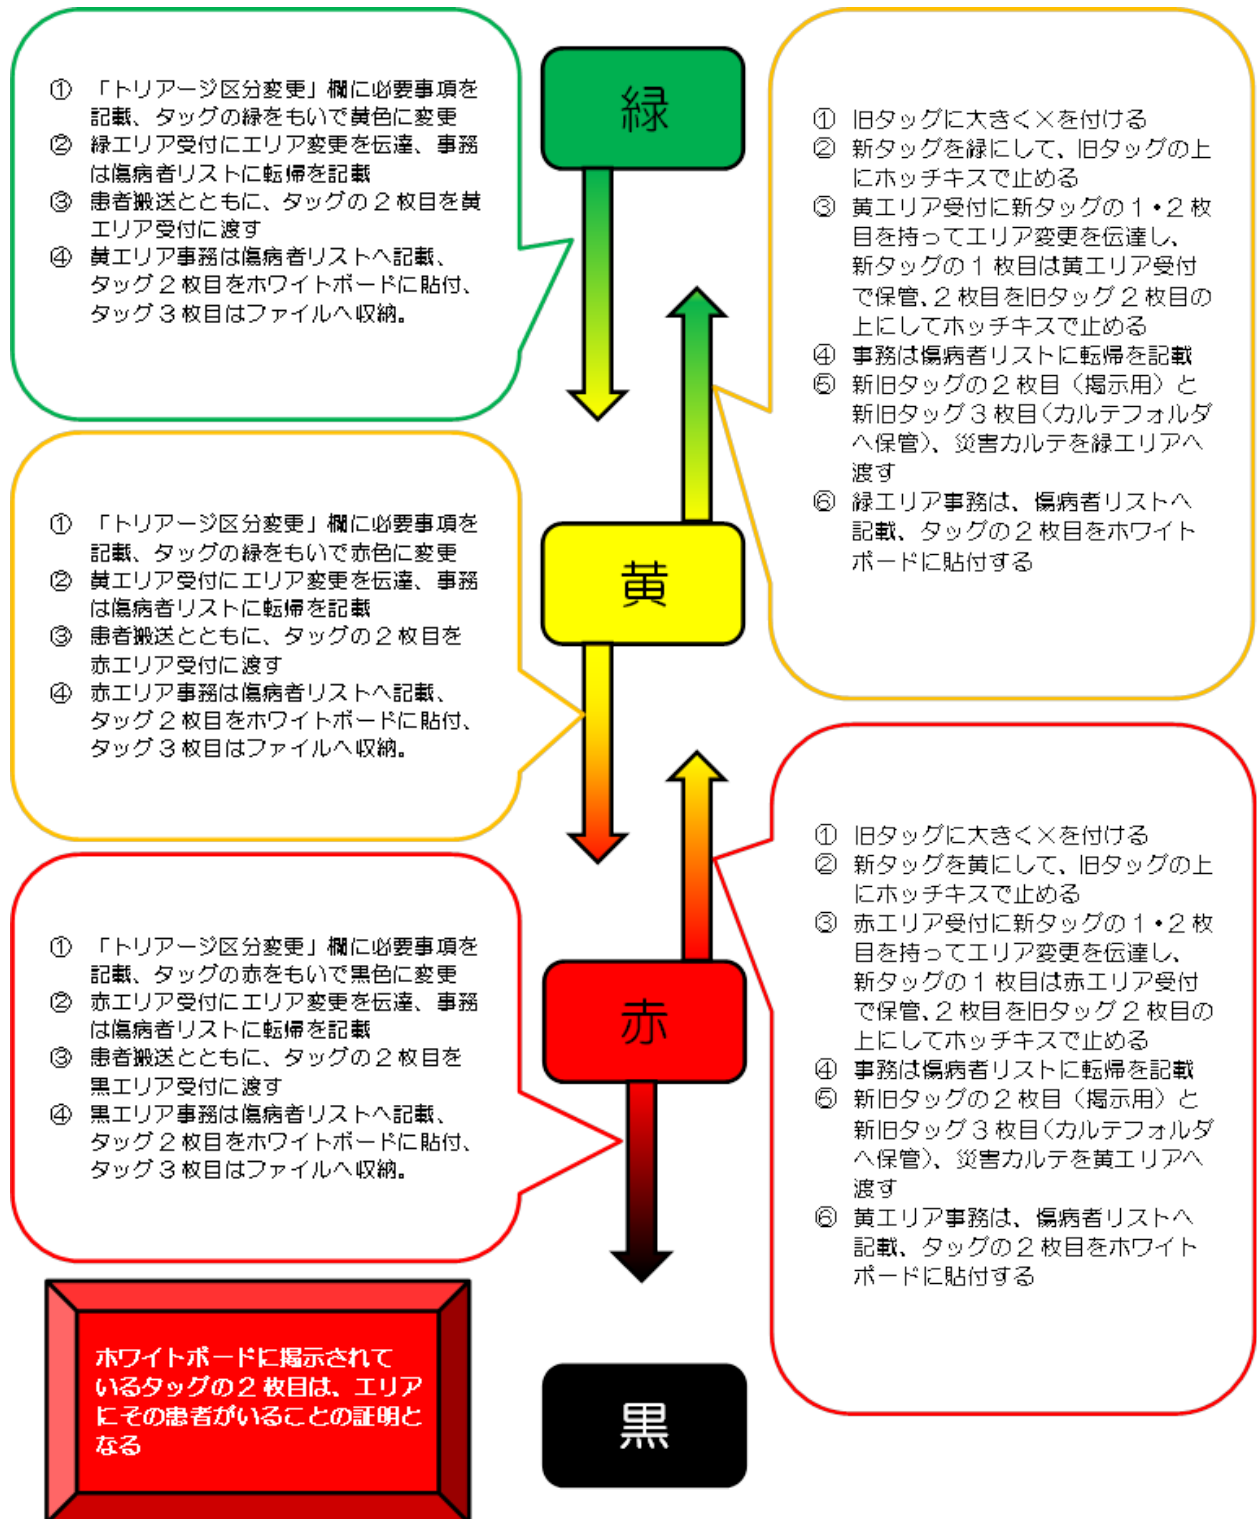 ① 「トリアージ区分変更」欄に必要事項を
記載、タッグの緑をもいで黄色に変更
② 緑エリア受付にエリア変更を伝達、事務
は傷病者リストに転帰を記載
③ 患者搬送とともに、タッグの２枚目を黄
エリア受付に渡す
④ 黄エリア事務は傷病者リストへ記載、
タッグ２枚目をホワイトボードに貼付、
タッグ３枚目はファイルへ収納。
緑
① 旧タッグに大きく×を付ける
② 新タッグを緑にして、旧タッグの上
にホッチキスで止める
③ 黄エリア受付に新タッグの１・２枚
目を持ってエリア変更を伝達し、
新タッグの１枚目は黄エリア受付
で保管、２枚目を旧タッグ２枚目の
上にしてホッチキスで止める
④ 事務は傷病者リストに転帰を記載
⑤ 新旧タッグの２枚目（掲示用）と
新旧タッグ３枚目（カルテフォルダ
へ保管）、災害カルテを緑エリアへ
渡す
⑥ 緑エリア事務は、傷病者リストへ
記載、タッグの２枚目をホワイト
ボードに貼付する
① 「トリアージ区分変更」欄に必要事項を
記載、タッグの緑をもいで赤色に変更
② 黄エリア受付にエリア変更を伝達、事務
は傷病者リストに転帰を記載
③ 患者搬送とともに、タッグの２枚目を
赤エリア受付に渡す
④ 赤エリア事務は傷病者リストへ記載、
タッグ２枚目をホワイトボードに貼付、
タッグ３枚目はファイルへ収納。
黄
① 旧タッグに大きく×を付ける
② 新タッグを黄にして、旧タッグの上
にホッチキスで止める
③ 赤エリア受付に新タッグの１・２枚
目を持ってエリア変更を伝達し、
新タッグの１枚目は赤エリア受付
で保管、２枚目を旧タッグ２枚目の
上にしてホッチキスで止める
④ 事務は傷病者リストに転帰を記載
⑤ 新旧タッグの２枚目（掲示用）と
新旧タッグ３枚目（カルテフォルダ
へ保管）、災害カルテを黄エリアへ
渡す
⑥ 黄エリア事務は、傷病者リストへ
記載、タッグの２枚目をホワイト
ボードに貼付する
① 「トリアージ区分変更」欄に必要事項を
記載、タッグの赤をもいで黒色に変更
② 赤エリア受付にエリア変更を伝達、事務
は傷病者リストに転帰を記載
③ 患者搬送とともに、タッグの２枚目を
黒エリア受付に渡す
④ 黒エリア事務は傷病者リストへ記載、
タッグ２枚目をホワイトボードに貼付、
タッグ３枚目はファイルへ収納。
赤
ホワイトボードに掲示されて
いるタッグの２枚目は、エリア
にその患者がいることの証明と
なる
黒